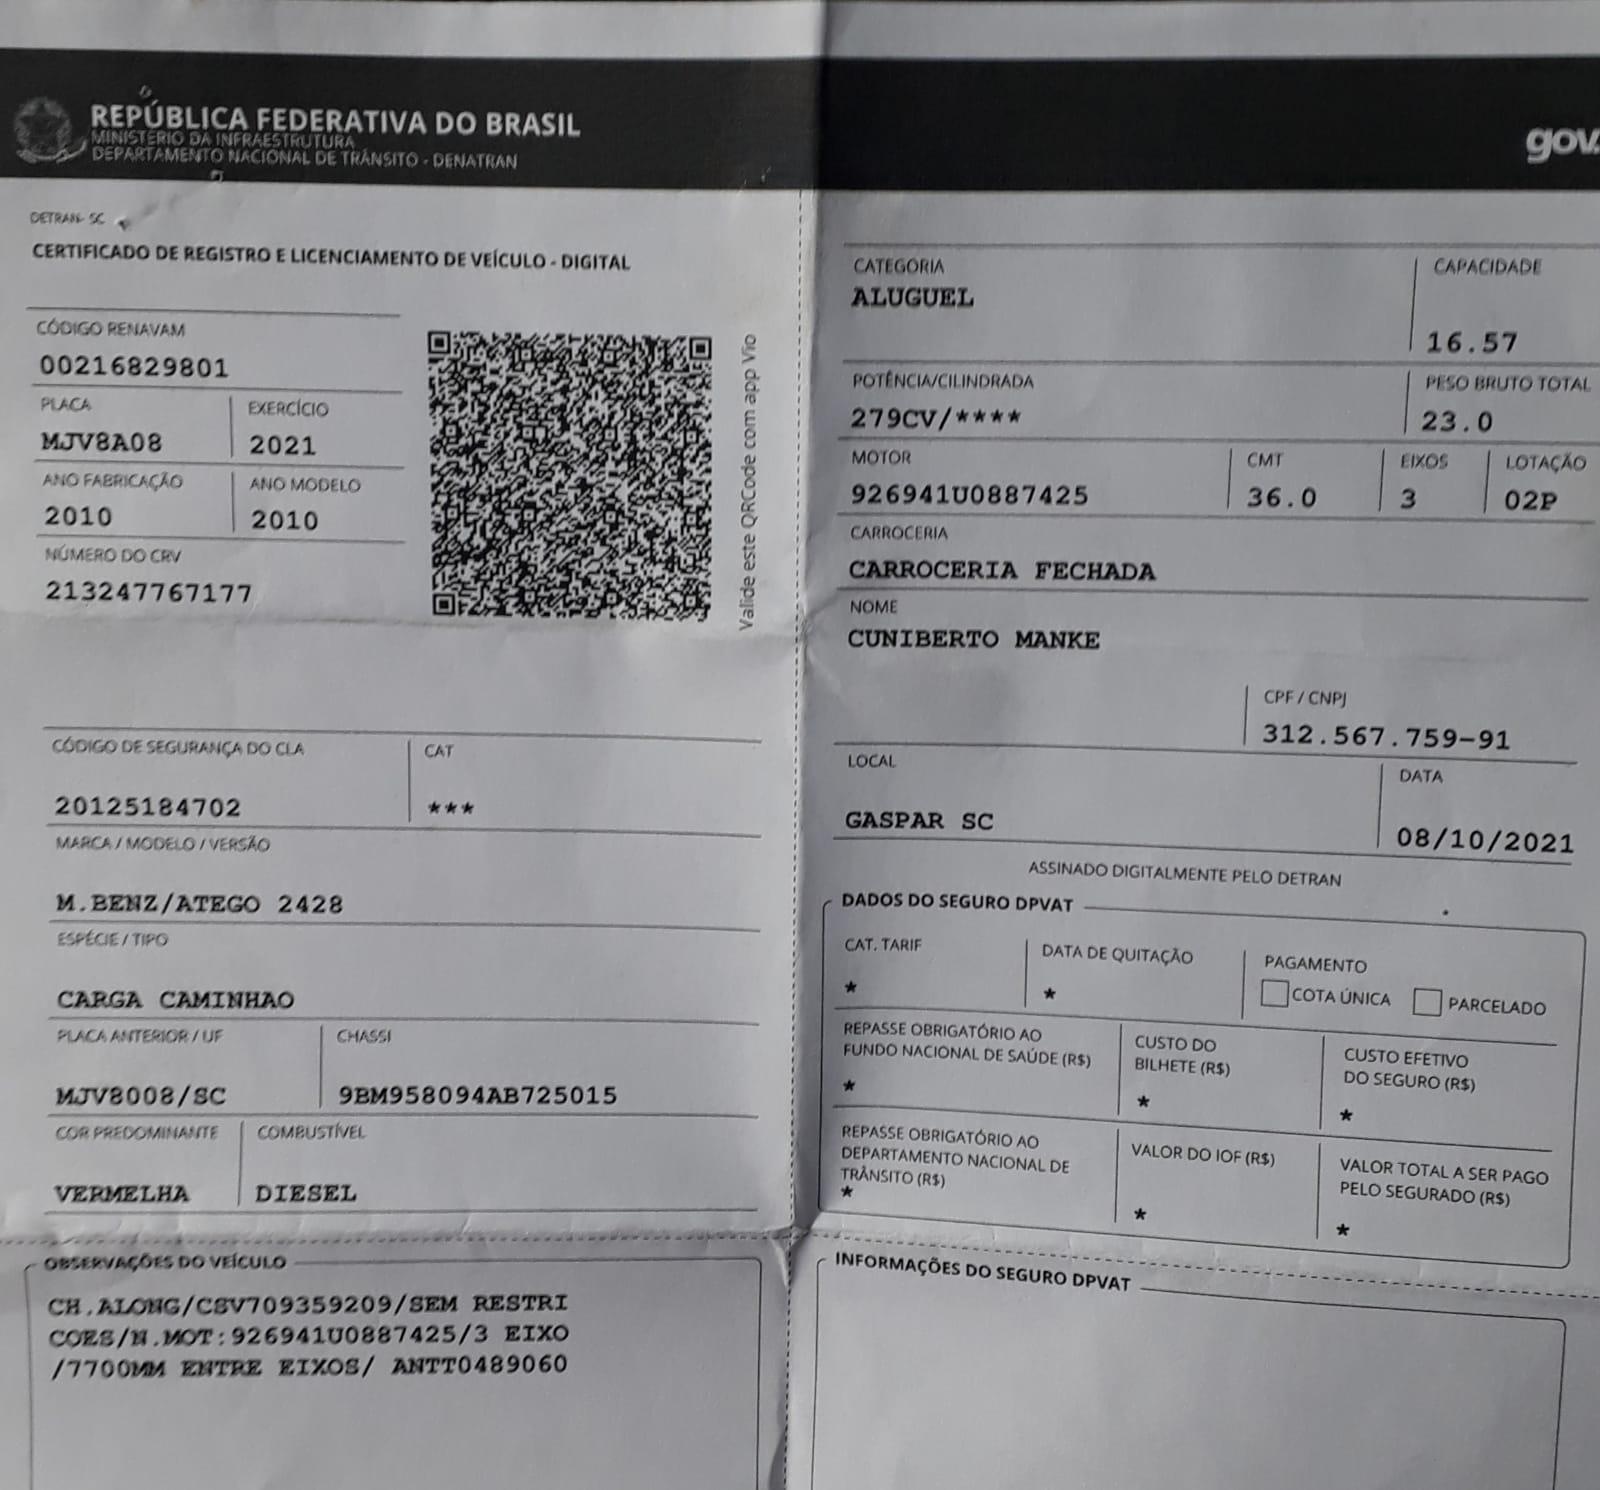 REPÚBLICA FEDERATIVA DO BRASIL
MINISTÉRIO DA INFRAESTRUTURA
DEPARTAMENTO NACIONAL DE TRÂNSITO - DENATRAN
gov.
DETRAN- SC
CERTIFICADO DE REGISTRO E LICENCIAMENTO DE VEÍCULO - DIGITAL
CÓDIGO RENAVAM
00216829801
PLACA EXERCÍCIO
MJV8A08 2021
ANO FABRICAÇÃO ANO MODELO
2010 2010
NÚMERO DO CRV
213247767177
Valide este QRCode com app Vio
CÓDIGO DE SEGURANÇA DO CLA CAT
20125184702 ***
MARCA / MODELO / VERSÃO
M.BENZ/ATEGO 2428
ESPÉCIE / TIPO
CARGA CAMINHAO
PLACA ANTERIOR / UF CHASSI
MJV8008/SC 9BM958094AB725015
COR PREDOMINANTE COMBUSTÍVEL
VERMELHA DIESEL
OBSERVAÇÕES DO VEÍCULO
CH.ALONG/CSV709359209/SEM RESTRI
COES/N.MOT:926941U0887425/3 EIXO
/7700MM ENTRE EIXOS/ ANTT0489060
CATEGORIA CAPACIDADE
ALUGUEL
16.57
POTÊNCIA/CILINDRADA PESO BRUTO TOTAL
279CV/**** 23.0
MOTOR CMT EIXOS LOTAÇÃO
926941U0887425 36.0 3 02P
CARROCERIA
CARROCERIA FECHADA
NOME
CUNIBERTO MANKE
CPF / CNPJ
312.567.759-91
LOCAL DATA
GASPAR SC 08/10/2021
ASSINADO DIGITALMENTE PELO DETRAN
DADOS DO SEGURO DPVAT
CAT. TARIF DATA DE QUITAÇÃO PAGAMENTO
* * COTA ÚNICA PARCELADO
REPASSE OBRIGATÓRIO AO
FUNDO NACIONAL DE SAÚDE (R$)
*
CUSTO DO
BILHETE (R$)
*
CUSTO EFETIVO
DO SEGURO (R$)
*
REPASSE OBRIGATÓRIO AO
DEPARTAMENTO NACIONAL DE
TRÂNSITO (R$)
*
VALOR DO IOF (R$)
*
VALOR TOTAL A SER PAGO
PELO SEGURADO (R$)
*
INFORMAÇÕES DO SEGURO DPVAT